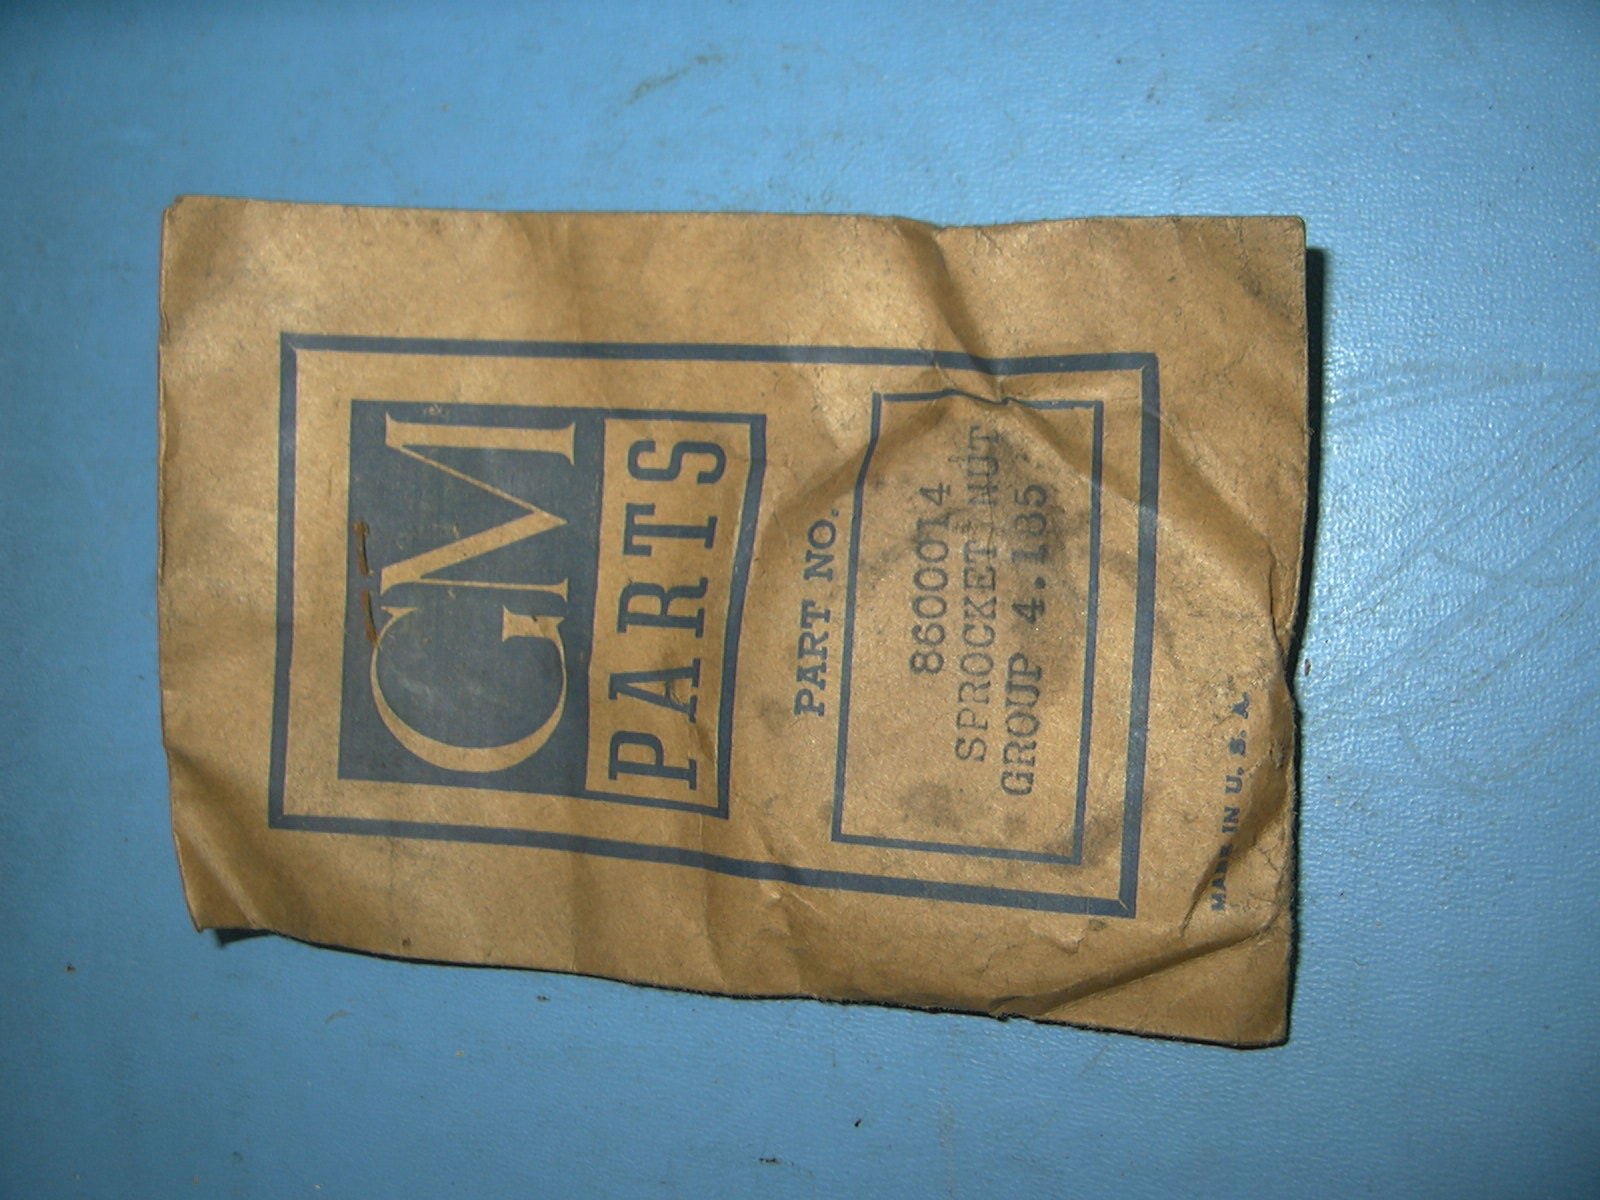 GM
PARTS
PART NO.
8600014
SPROCKET NUT
GROUP 4.185
MADE IN U. S. A.